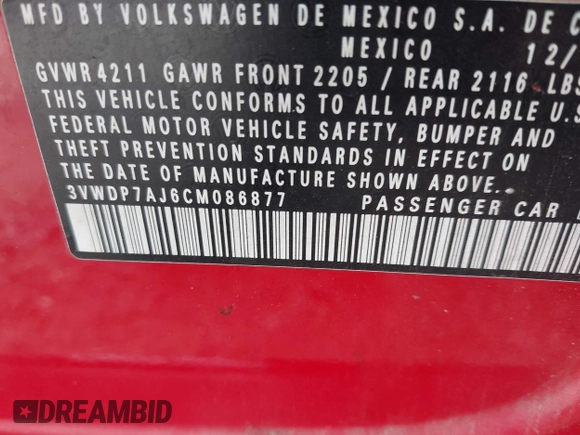 MFD BY VOLKSWAGEN DE MEXICO S.A. DE C
MEXICO 12/
GVWR 4211 GAWR FRONT 2205 / REAR 2116 LBS
THIS VEHICLE CONFORMS TO ALL APPLICABLE U.S
FEDERAL MOTOR VEHICLE SAFETY, BUMPER AND
THEFT PREVENTION STANDARDS IN EFFECT ON
THE DATE OF MANUFACTURE SHOWN ABOVE.
3VWDP7AJ6CM086877 PASSENGER CAR
DREAMBID